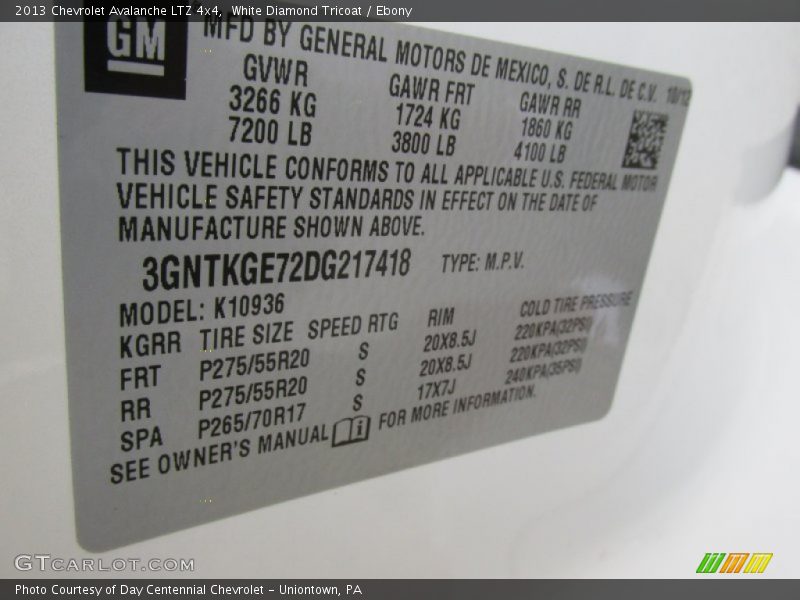 2013 Chevrolet Avalanche LTZ 4x4, White Diamond Tricoat / Ebony
GM
MFD BY GENERAL MOTORS DE MEXICO, S. DE R.L. DE C.V. 10/12
GVWR GAWR FRT GAWR RR
3266 KG 1724 KG 1860 KG
7200 LB 3800 LB 4100 LB
THIS VEHICLE CONFORMS TO ALL APPLICABLE U.S. FEDERAL MOTOR
VEHICLE SAFETY STANDARDS IN EFFECT ON THE DATE OF
MANUFACTURE SHOWN ABOVE.
3GNTKGE72DG217418 TYPE: M.P.V.
MODEL: K10936
KGRR TIRE SIZE SPEED RTG RIM COLD TIRE PRESSURE
FRT P275/55R20 S 20X8.5J 220KPA(32PSI)
RR P275/55R20 S 20X8.5J 220KPA(32PSI)
SPA P265/70R17 S 17X7J 240KPA(35PSI)
SEE OWNER'S MANUAL i FOR MORE INFORMATION.
GTCARLOT.COM
Photo Courtesy of Day Centennial Chevrolet - Uniontown, PA